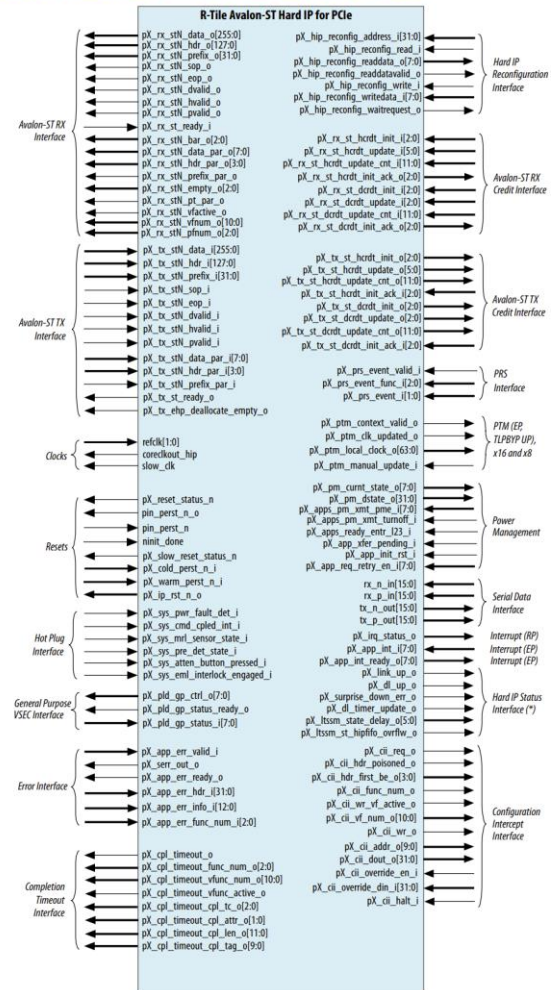 R-Tile Avalon-ST Hard IP for PCIe
Avalon-ST RX
Interface
pX_rx_stN_data_o[255:0]
pX_rx_stN_hdr_o[127:0]
pX_rx_stN_prefix_o[31:0]
pX_rx_stN_sop_o
pX_rx_stN_eop_o
pX_rx_stN_dvalid_o
pX_rx_stN_hvalid_o
pX_rx_stN_pvalid_o
pX_rx_st_ready_i
pX_rx_stN_bar_o[2:0]
pX_rx_stN_data_par_o[7:0]
pX_rx_stN_hdr_par_o[3:0]
pX_rx_stN_prefix_par_o
pX_rx_stN_empty_o[2:0]
pX_rx_stN_pt_par_o
pX_rx_stN_vfactive_o
pX_rx_stN_vfnum_o[10:0]
pX_rx_stN_pfnum_o[2:0]
Avalon-ST TX
Interface
pX_tx_stN_data_i[255:0]
pX_tx_stN_hdr_i[127:0]
pX_tx_stN_prefix_i[31:0]
pX_tx_stN_sop_i
pX_tx_stN_eop_i
pX_tx_stN_dvalid_i
pX_tx_stN_hvalid_i
pX_tx_stN_pvalid_i
pX_tx_stN_data_par_i[7:0]
pX_tx_stN_hdr_par_i[3:0]
pX_tx_stN_prefix_par_i
pX_tx_st_ready_o
pX_tx_ehp_deallocate_empty_o
Clocks
refclk[1:0]
coreclkout_hip
slow_clk
Resets
pX_reset_status_n
pin_perst_n_o
pin_perst_n
ninit_done
pX_slow_reset_status_n
pX_cold_perst_n_i
pX_warm_perst_n_i
pX_ip_rst_n_o
Hot Plug
Interface
pX_sys_pwr_fault_det_i
pX_sys_cmd_cpled_int_i
pX_sys_mrl_sensor_state_i
pX_sys_pre_det_state_i
pX_sys_atten_button_pressed_i
pX_sys_eml_interlock_engaged_i
General Purpose
VSEC Interface
pX_pld_gp_ctrl_o[7:0]
pX_pld_gp_status_ready_o
pX_pld_gp_status_i[7:0]
Error Interface
pX_app_err_valid_i
pX_serr_out_o
pX_app_err_ready_o
pX_app_err_hdr_i[31:0]
pX_app_err_info_i[12:0]
pX_app_err_func_num_i[2:0]
Completion
Timeout
Interface
pX_cpl_timeout_o
pX_cpl_timeout_func_num_o[2:0]
pX_cpl_timeout_vfunc_num_o[10:0]
pX_cpl_timeout_vfunc_active_o
pX_cpl_timeout_cpl_tc_o[2:0]
pX_cpl_timeout_cpl_attr_o[1:0]
pX_cpl_timeout_cpl_len_o[11:0]
pX_cpl_timeout_cpl_tag_o[9:0]
pX_hip_reconfig_address_i[31:0]
pX_hip_reconfig_read_i
pX_hip_reconfig_readdata_o[7:0]
pX_hip_reconfig_readdatavalid_o
pX_hip_reconfig_write_i
pX_hip_reconfig_writedata_i[7:0]
pX_hip_reconfig_waitrequest_o
Hard IP
Reconfiguration
Interface
pX_rx_st_hcrdt_init_i[2:0]
pX_rx_st_hcrdt_update_i[5:0]
pX_rx_st_hcrdt_update_cnt_i[11:0]
pX_rx_st_hcrdt_init_ack_o[2:0]
pX_rx_st_dcrdt_init_i[2:0]
pX_rx_st_dcrdt_update_i[2:0]
pX_rx_st_dcrdt_update_cnt_i[11:0]
pX_rx_st_dcrdt_init_ack_o[2:0]
Avalon-ST RX
Credit Interface
pX_tx_st_hcrdt_init_o[2:0]
pX_tx_st_hcrdt_update_o[5:0]
pX_tx_st_hcrdt_update_cnt_o[11:0]
pX_tx_st_hcrdt_init_ack_i[2:0]
pX_tx_st_dcrdt_init_o[2:0]
pX_tx_st_dcrdt_update_o[2:0]
pX_tx_st_dcrdt_update_cnt_o[11:0]
pX_tx_st_dcrdt_init_ack_i[2:0]
Avalon-ST TX
Credit Interface
pX_prs_event_valid_i
pX_prs_event_func_i[2:0]
pX_prs_event_i[1:0]
PRS
Interface
pX_ptm_context_valid_o
pX_ptm_clk_updated_o
pX_ptm_local_clock_o[63:0]
pX_ptm_manual_update_i
PTM (EP,
TLPBYP UP),
x16 and x8
pX_pm_curnt_state_o[7:0]
pX_pm_dstate_o[31:0]
pX_apps_pm_xmt_pme_i[7:0]
pX_apps_pm_xmt_turnoff_i
pX_apps_ready_entr_l23_i
pX_app_xfer_pending_i
pX_app_init_rst_i
pX_app_req_retry_en_i[7:0]
Power
Management
rx_n_in[15:0]
rx_p_in[15:0]
tx_n_out[15:0]
tx_p_out[15:0]
Serial Data
Interface
pX_irq_status_o
Interrupt (RP)
pX_app_int_i[7:0]
Interrupt (EP)
pX_app_int_ready_o[7:0]
Interrupt (EP)
pX_link_up_o
pX_dl_up_o
pX_surprise_down_err_o
pX_dl_timer_update_o
pX_ltssm_state_delay_o[5:0]
pX_ltssm_st_hipfifo_ovrflw_o
Hard IP Status
Interface (*)
pX_cii_req_o
pX_cii_hdr_poisoned_o
pX_cii_hdr_first_be_o[3:0]
pX_cii_func_num_o
pX_cii_wr_vf_active_o
pX_cii_vf_num_o[10:0]
pX_cii_wr_o
pX_cii_addr_o[9:0]
pX_cii_dout_o[31:0]
pX_cii_override_en_i
pX_cii_override_din_i[31:0]
pX_cii_halt_i
Configuration
Intercept
Interface